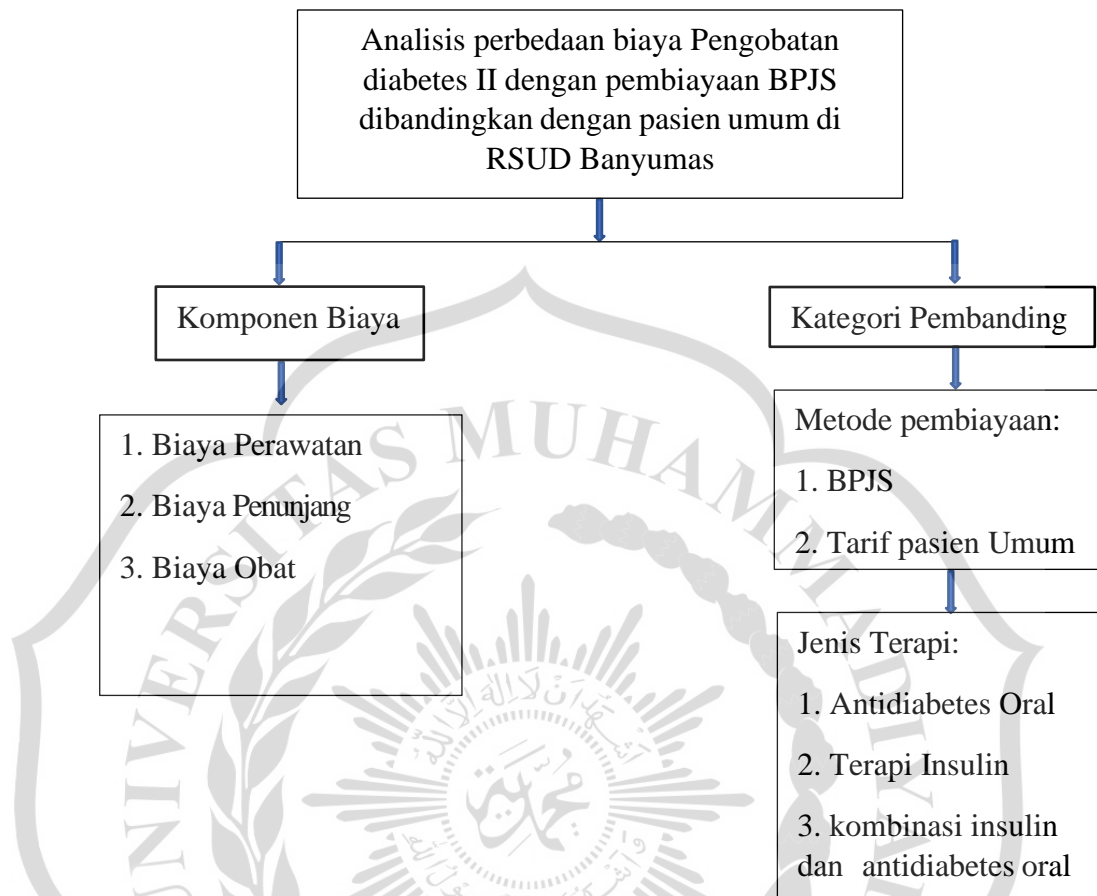 Analisis perbedaan biaya Pengobatan
diabetes II dengan pembiayaan BPJS
dibandingkan dengan pasien umum di
RSUD Banyumas
Komponen Biaya
1. Biaya Perawatan
2. Biaya Penunjang
3. Biaya Obat
Kategori Pembanding
Metode pembiayaan:
1. BPJS
2. Tarif pasien Umum
Jenis Terapi:
1. Antidiabetes Oral
2. Terapi Insulin
3. kombinasi insulin
dan antidiabetes oral
UNIVERSITAS MUHAMMADIYAH